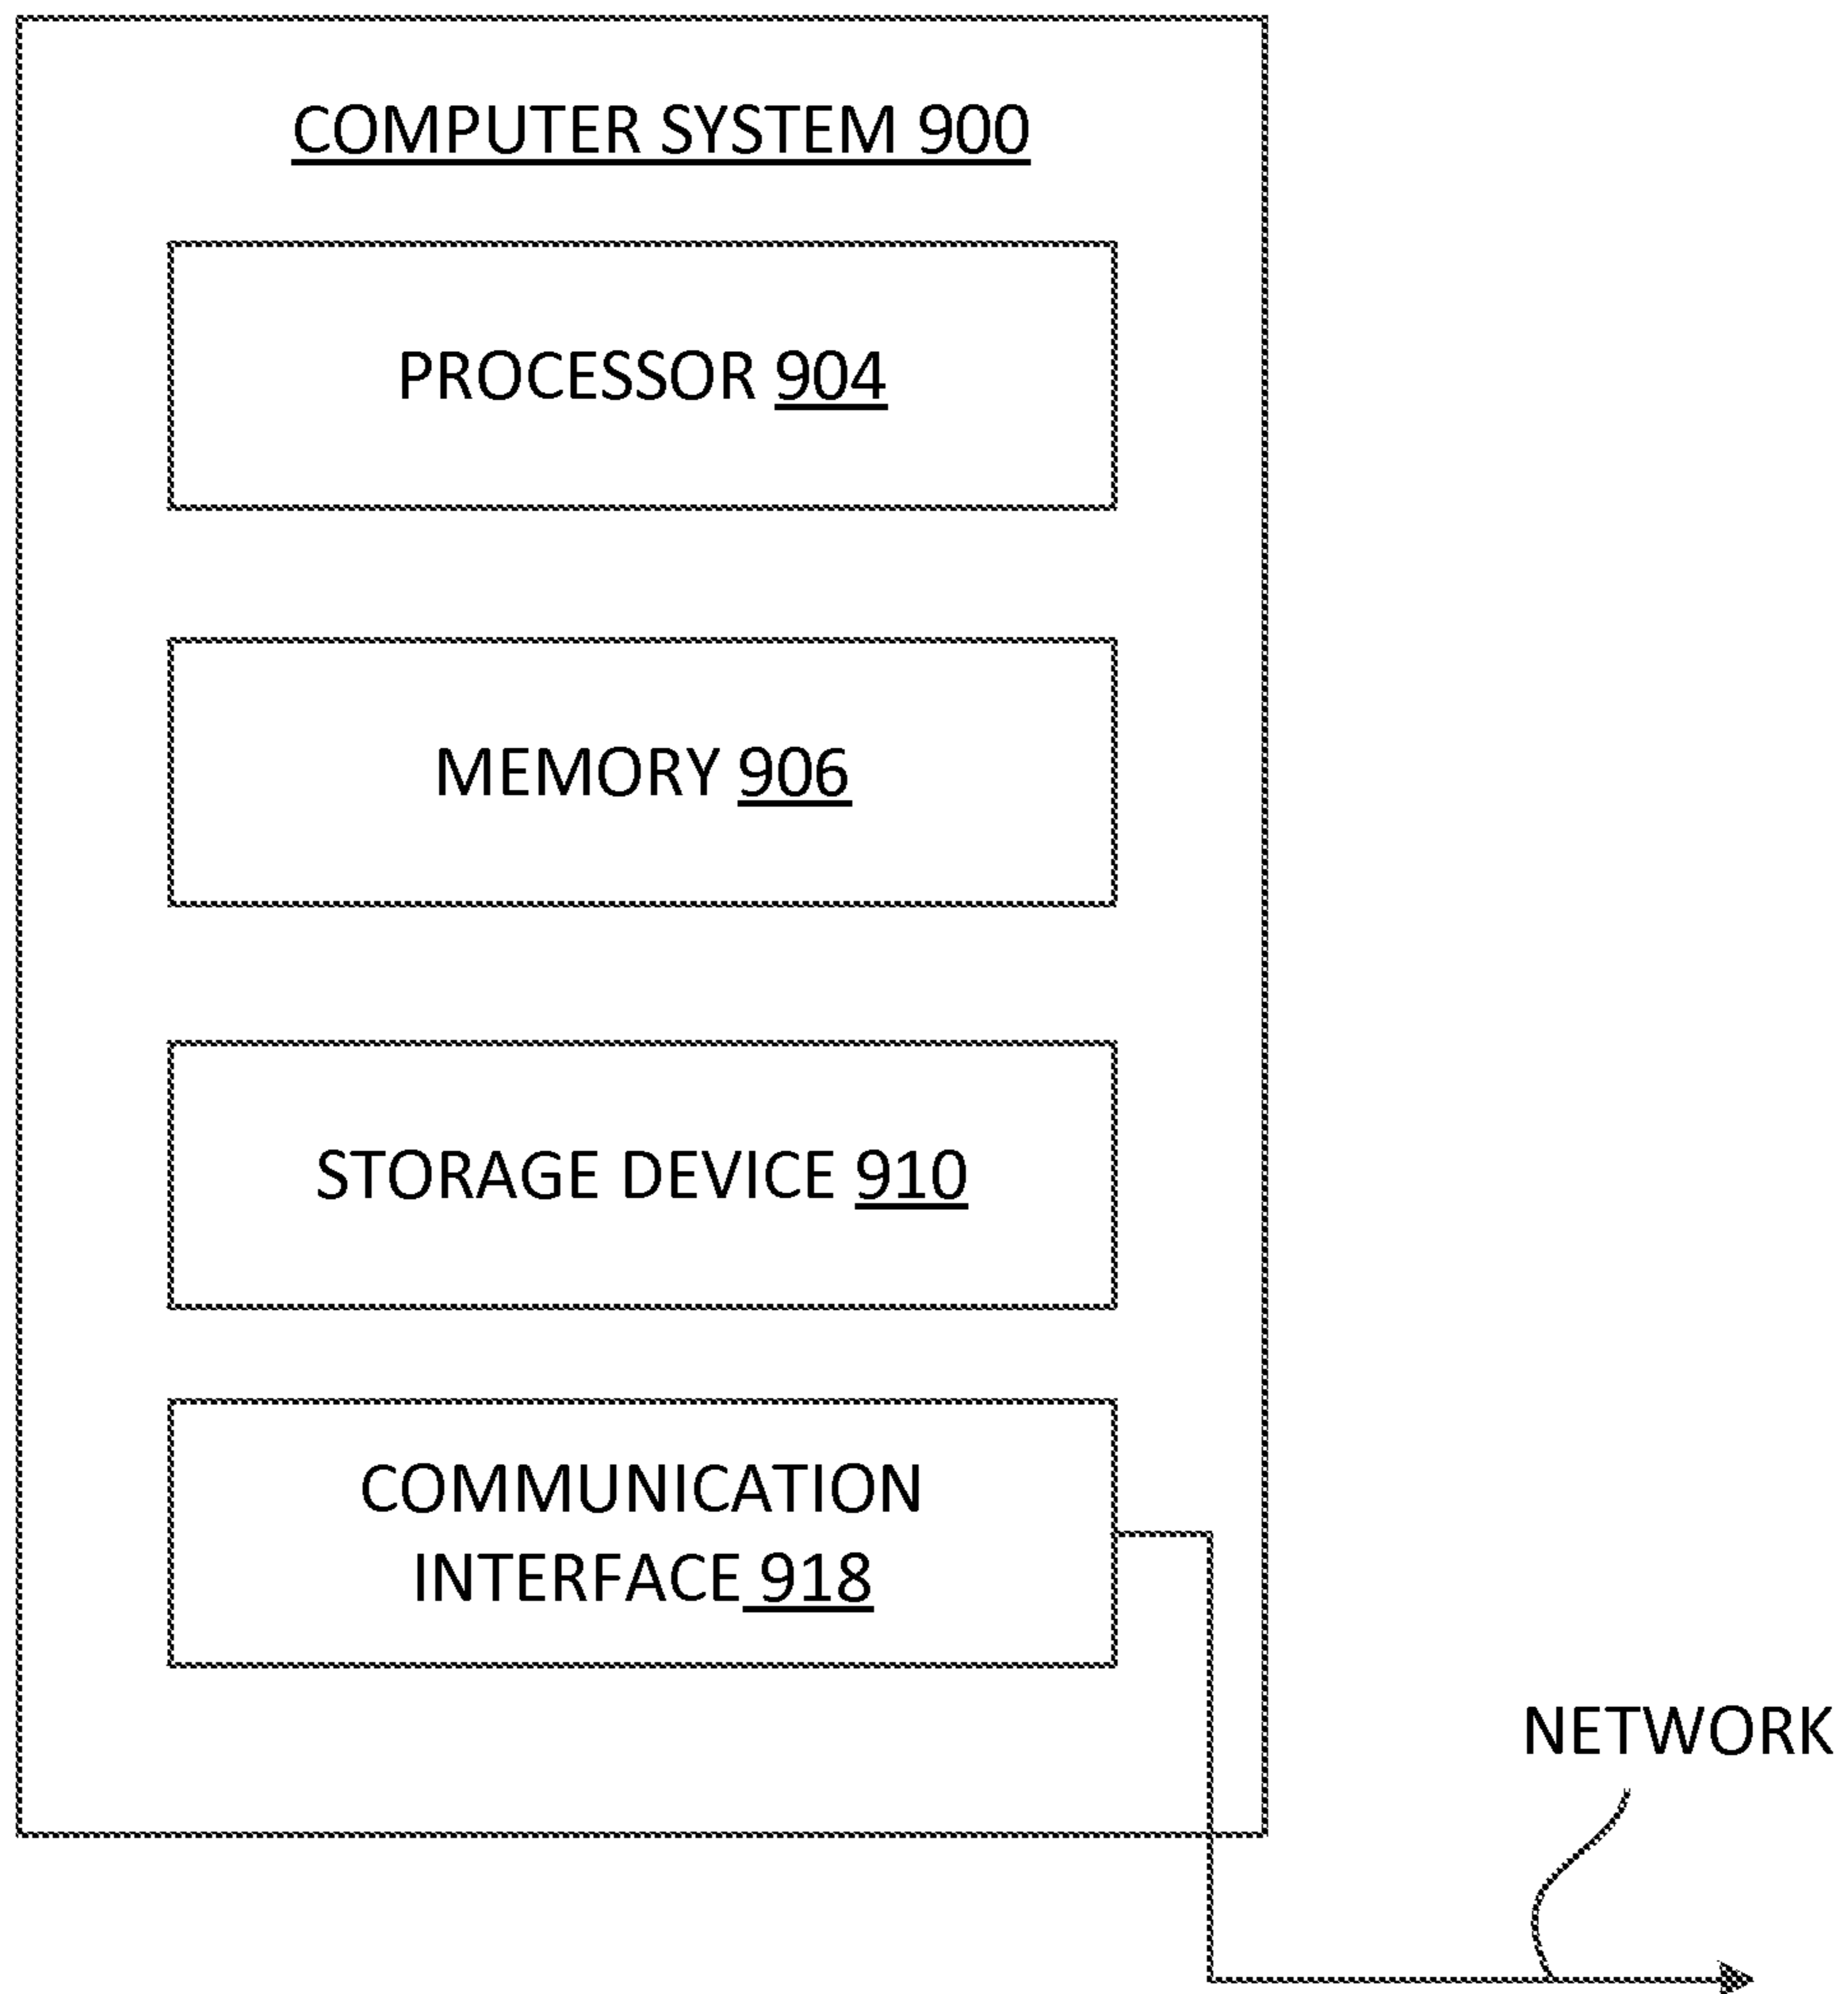 COMPUTER SYSTEM 900
PROCESSOR 904
MEMORY 906
STORAGE DEVICE 910
COMMUNICATION
INTERFACE 918
NETWORK